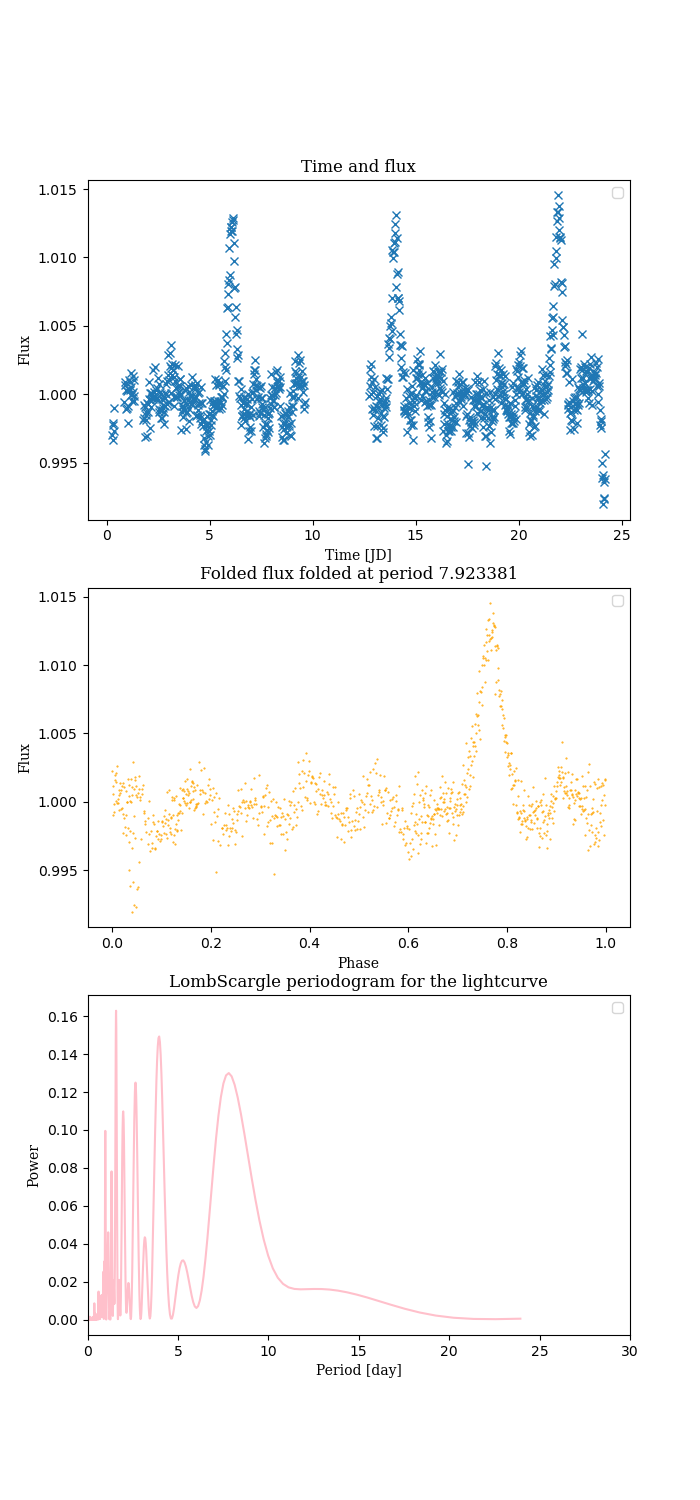 Time and flux
1.015
1.010
1.005
1.000
0.995
Flux
0 5 10 15 20 25
Time [JD]
Folded flux folded at period 7.923381
1.015
1.010
1.005
1.000
0.995
Flux
0.0 0.2 0.4 0.6 0.8 1.0
Phase
LombScargle periodogram for the lightcurve
0.16
0.14
0.12
0.10
0.08
0.06
0.04
0.02
0.00
Power
0 5 10 15 20 25 30
Period [day]